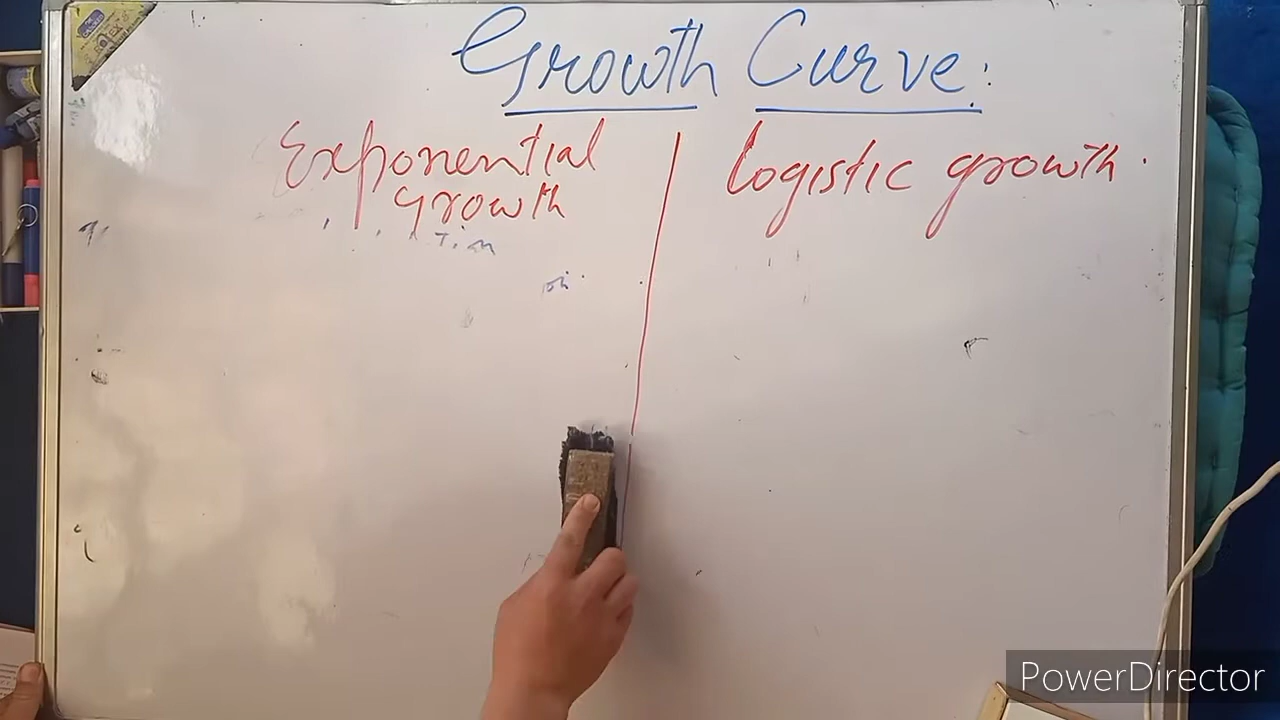 Growth Curve:
Exponential
growth
Logistic growth.
PowerDirector